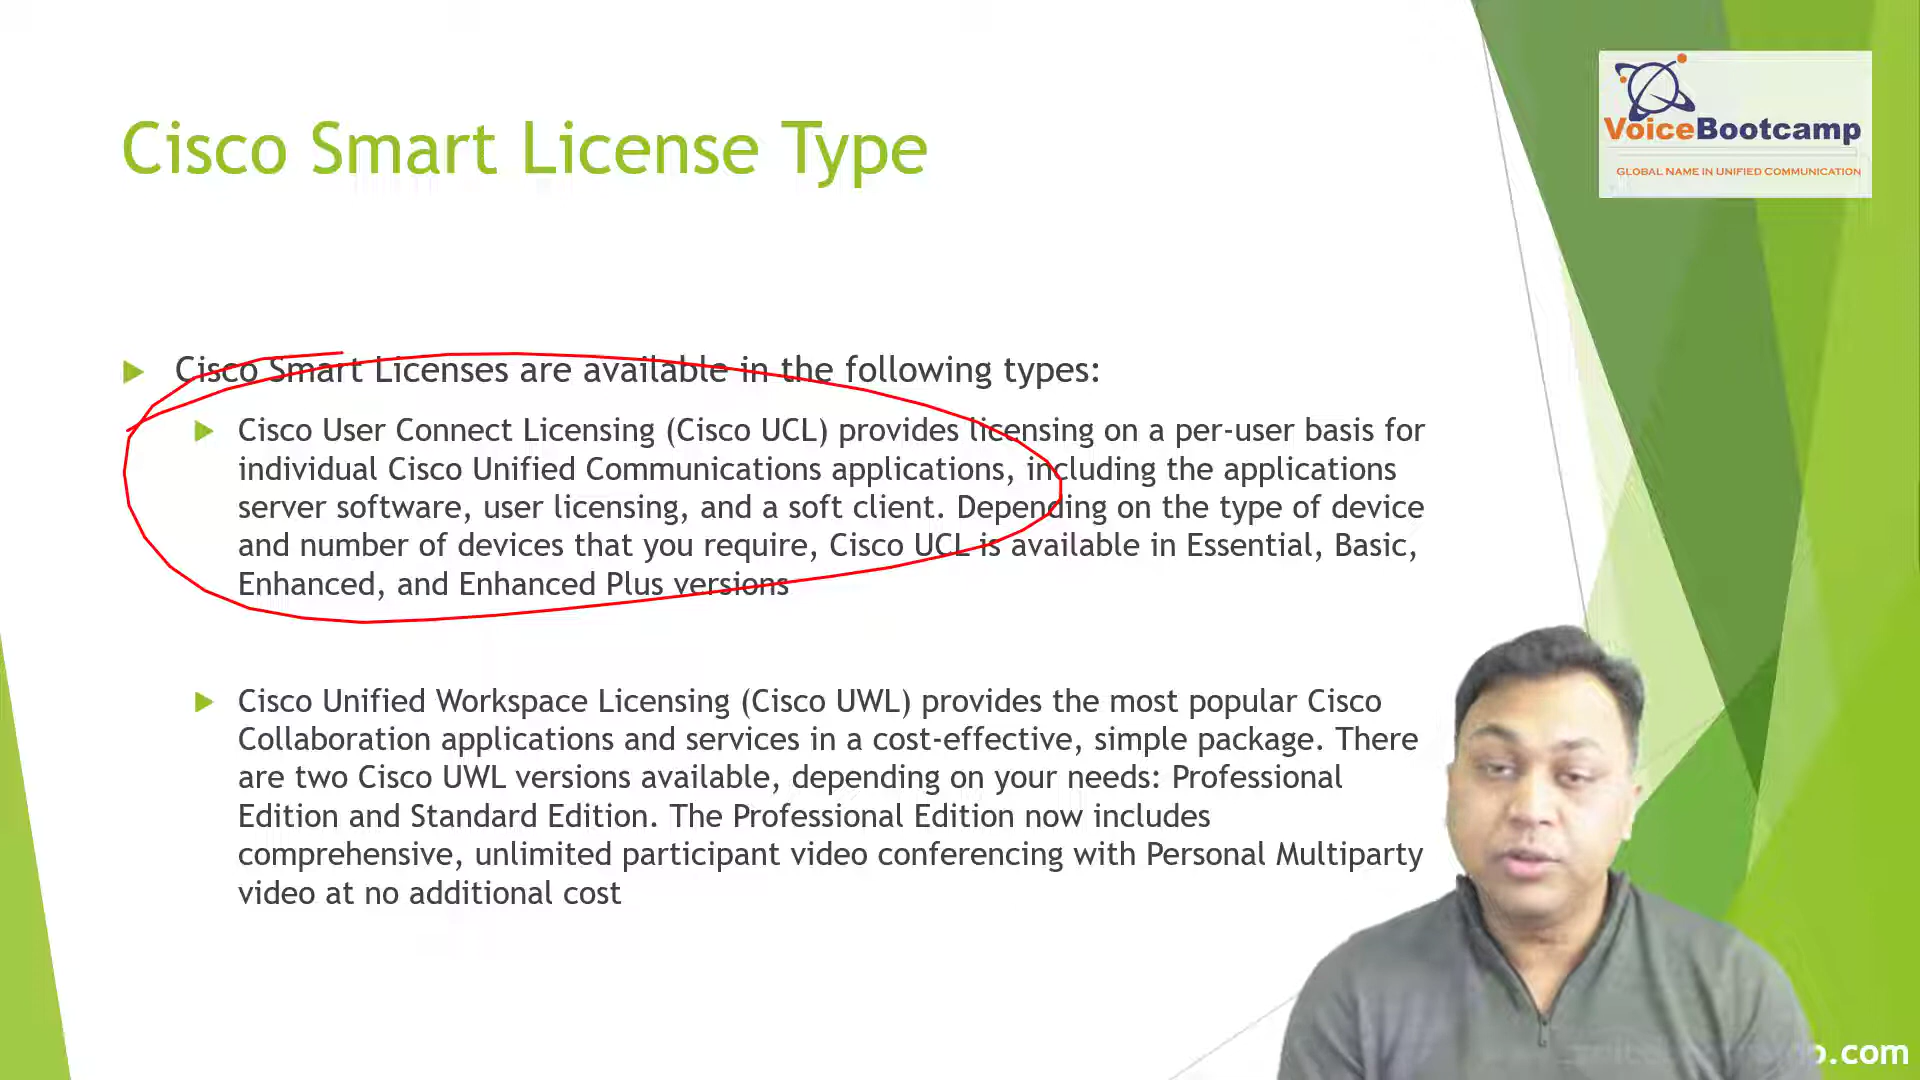 Cisco Smart License Type
VoiceBootcamp
GLOBAL NAME IN UNIFIED COMMUNICATION
Cisco Smart Licenses are available in the following types:
Cisco User Connect Licensing (Cisco UCL) provides licensing on a per-user basis for
individual Cisco Unified Communications applications, including the applications
server software, user licensing, and a soft client. Depending on the type of device
and number of devices that you require, Cisco UCL is available in Essential, Basic,
Enhanced, and Enhanced Plus versions
Cisco Unified Workspace Licensing (Cisco UWL) provides the most popular Cisco
Collaboration applications and services in a cost-effective, simple package. There
are two Cisco UWL versions available, depending on your needs: Professional
Edition and Standard Edition. The Professional Edition now includes
comprehensive, unlimited participant video conferencing with Personal Multiparty
video at no additional cost
.com